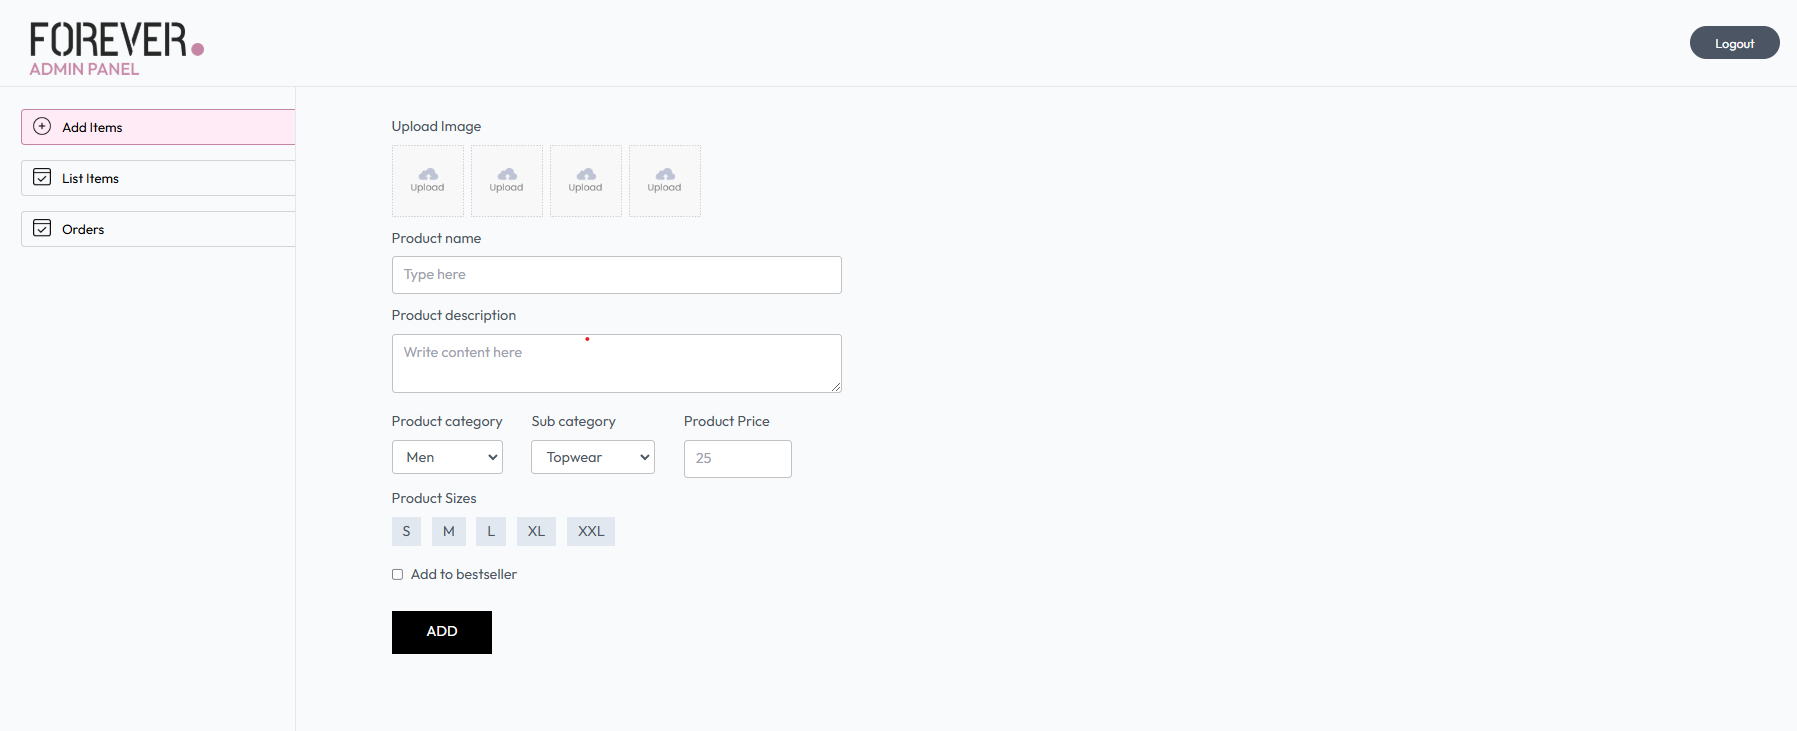 FOREVER.
ADMIN PANEL
Logout
Add Items
List Items
Orders
Upload Image
Upload Upload Upload Upload
Product name
Type here
Product description
Write content here
Product category Sub category Product Price
Men Topwear 25
Product Sizes
S M L XL XXL
Add to bestseller
ADD